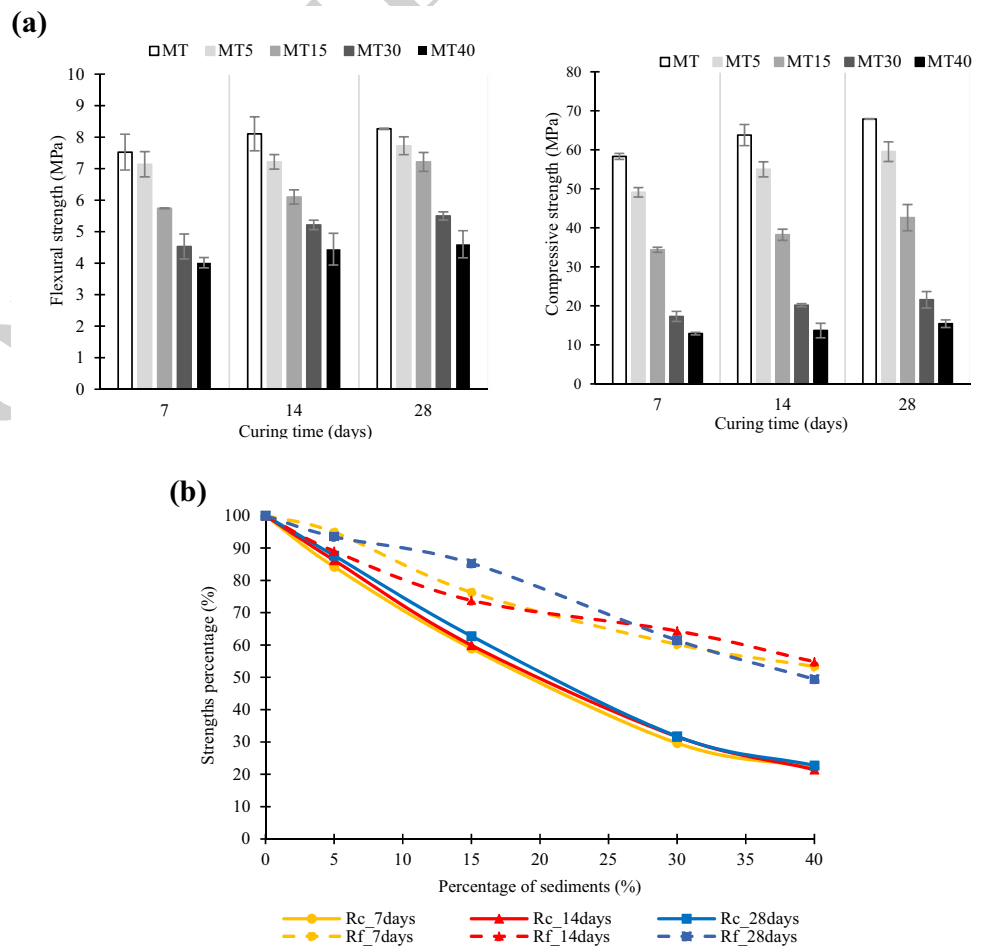 (a)
MT MT5 MT15 MT30 MT40
10
9
8
7
6
5
4
3
2
1
0
Flexural strength (MPa)
7 14 28
Curing time (days)
MT MT5 MT15 MT30 MT40
80
70
60
50
40
30
20
10
0
Compressive strength (MPa)
7 14 28
Curing time (days)
(b)
100
90
80
70
60
50
40
30
20
10
0
Strengths percentage (%)
0 5 10 15 20 25 30 35 40
Percentage of sediments (%)
Rc_7days Rc_14days Rc_28days
Rf_7days Rf_14days Rf_28days